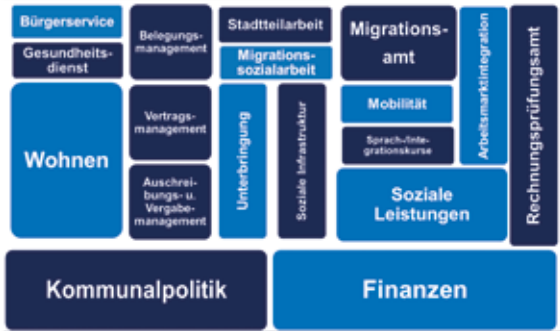 Bürgerservice
Gesundheits-
dienst
Wohnen
Belegungs-
management
Vertrags-
management
Auschrei-
bungs- u.
Vergabe-
management
Stadtteilarbeit
Migrations-
sozialarbeit
Unterbringung
Soziale Infrastruktur
Migrations-
amt
Mobilität
Sprach-/Inte-
grationskurse
Arbeitsmarktintegration
Soziale
Leistungen
Rechnungsprüfungsamt
Kommunalpolitik
Finanzen